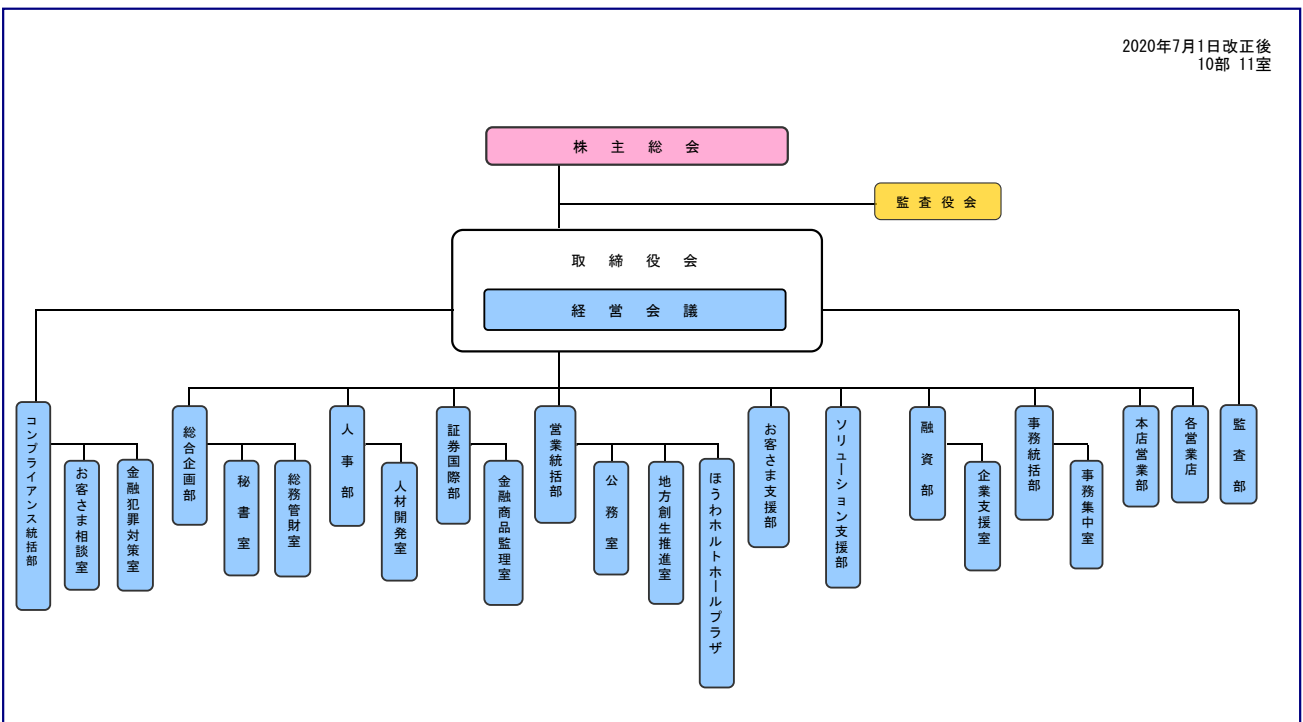 2020年7月1日改正後
10部 11室
株主総会
監査役会
取締役会
経営会議
コンプライアンス統括部
お客さま相談室
金融犯罪対策室
総合企画部
秘書室
総務管財室
人事部
人材開発室
証券国際部
金融商品監理室
営業統括部
公務室
地方創生推進室
ほうわホルトホールプラザ
お客さま支援部
ソリューション支援部
融資部
企業支援室
事務統括部
事務集中室
本店営業部
各営業店
監査部